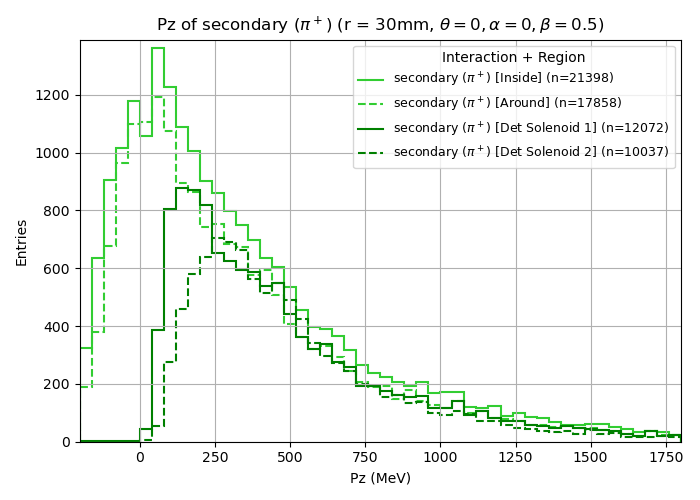 Pz of secondary (π⁺) (r = 30mm, θ = 0, α = 0, β = 0.5)
Interaction + Region
secondary (π⁺) [Inside] (n=21398)
secondary (π⁺) [Around] (n=17858)
secondary (π⁺) [Det Solenoid 1] (n=12072)
secondary (π⁺) [Det Solenoid 2] (n=10037)
Entries
1200
1000
800
600
400
200
0
0 250 500 750 1000 1250 1500 1750
Pz (MeV)